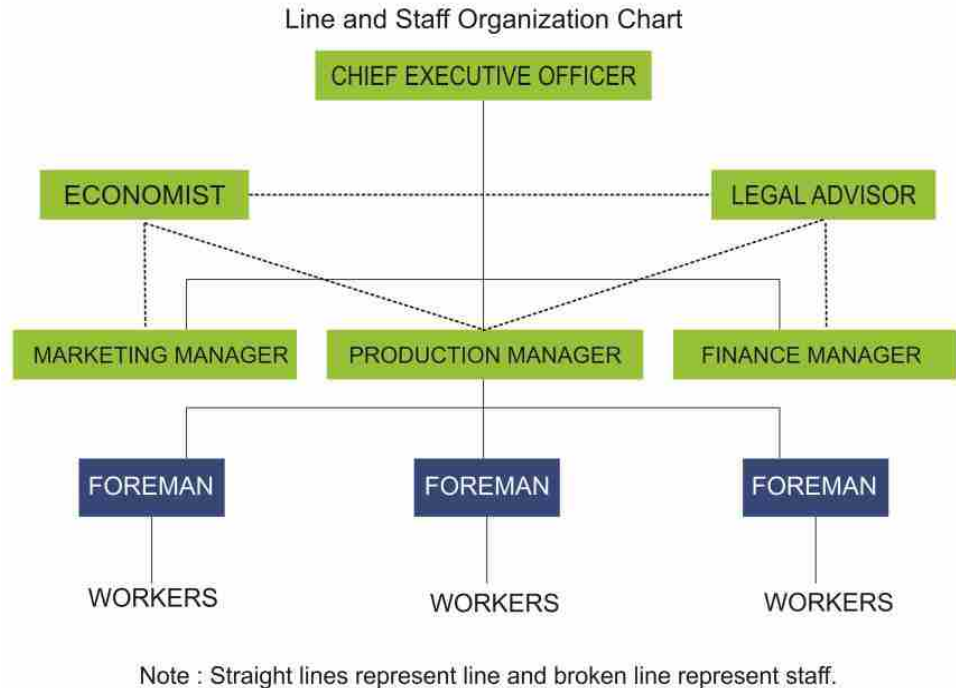 Line and Staff Organization Chart
CHIEF EXECUTIVE OFFICER
ECONOMIST
LEGAL ADVISOR
MARKETING MANAGER
PRODUCTION MANAGER
FINANCE MANAGER
FOREMAN
FOREMAN
FOREMAN
WORKERS
WORKERS
WORKERS
Note : Straight lines represent line and broken line represent staff.